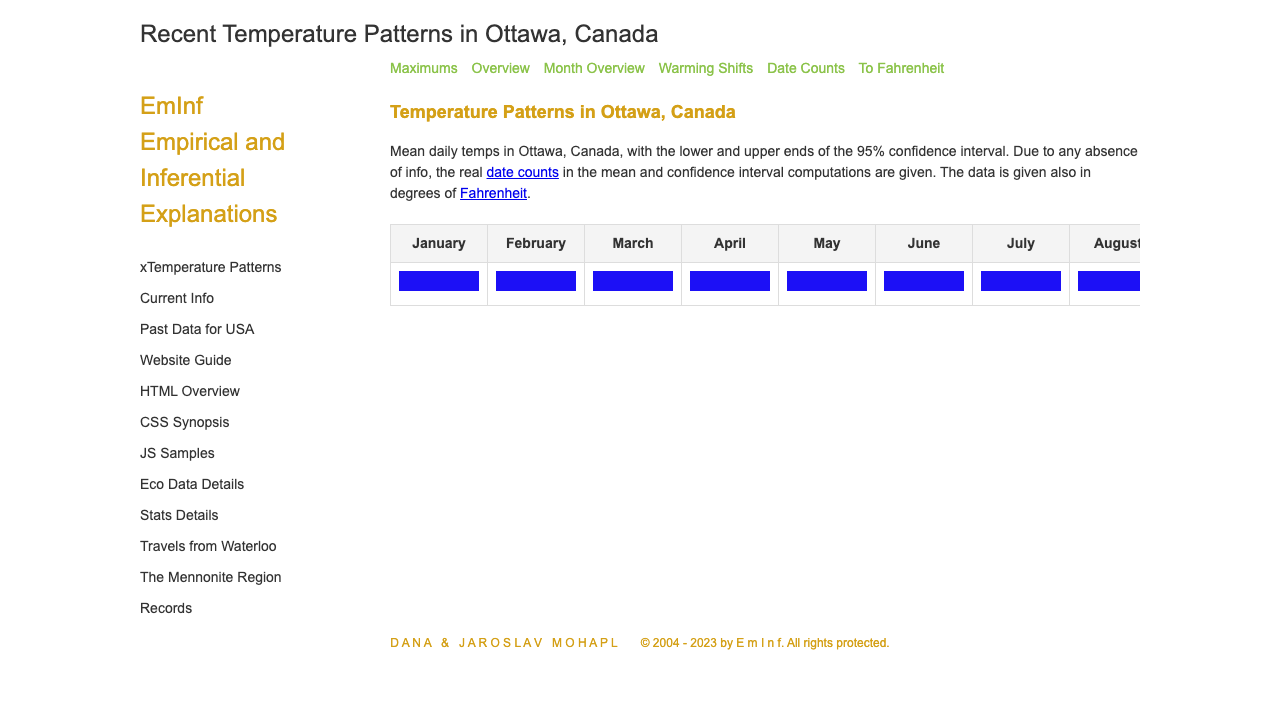 Recent Temperature Patterns in Ottawa, Canada
Maximums Overview Month Overview Warming Shifts Date Counts To Fahrenheit
EmInf
Empirical and
Inferential
Explanations
xTemperature Patterns
Current Info
Past Data for USA
Website Guide
HTML Overview
CSS Synopsis
JS Samples
Eco Data Details
Stats Details
Travels from Waterloo
The Mennonite Region
Records
Temperature Patterns in Ottawa, Canada
Mean daily temps in Ottawa, Canada, with the lower and upper ends of the 95% confidence interval. Due to any absence
of info, the real date counts in the mean and confidence interval computations are given. The data is given also in
degrees of Fahrenheit.
January February March April May June July August
D A N A & J A R O S L A V M O H A P L © 2004 - 2023 by E m I n f. All rights protected.